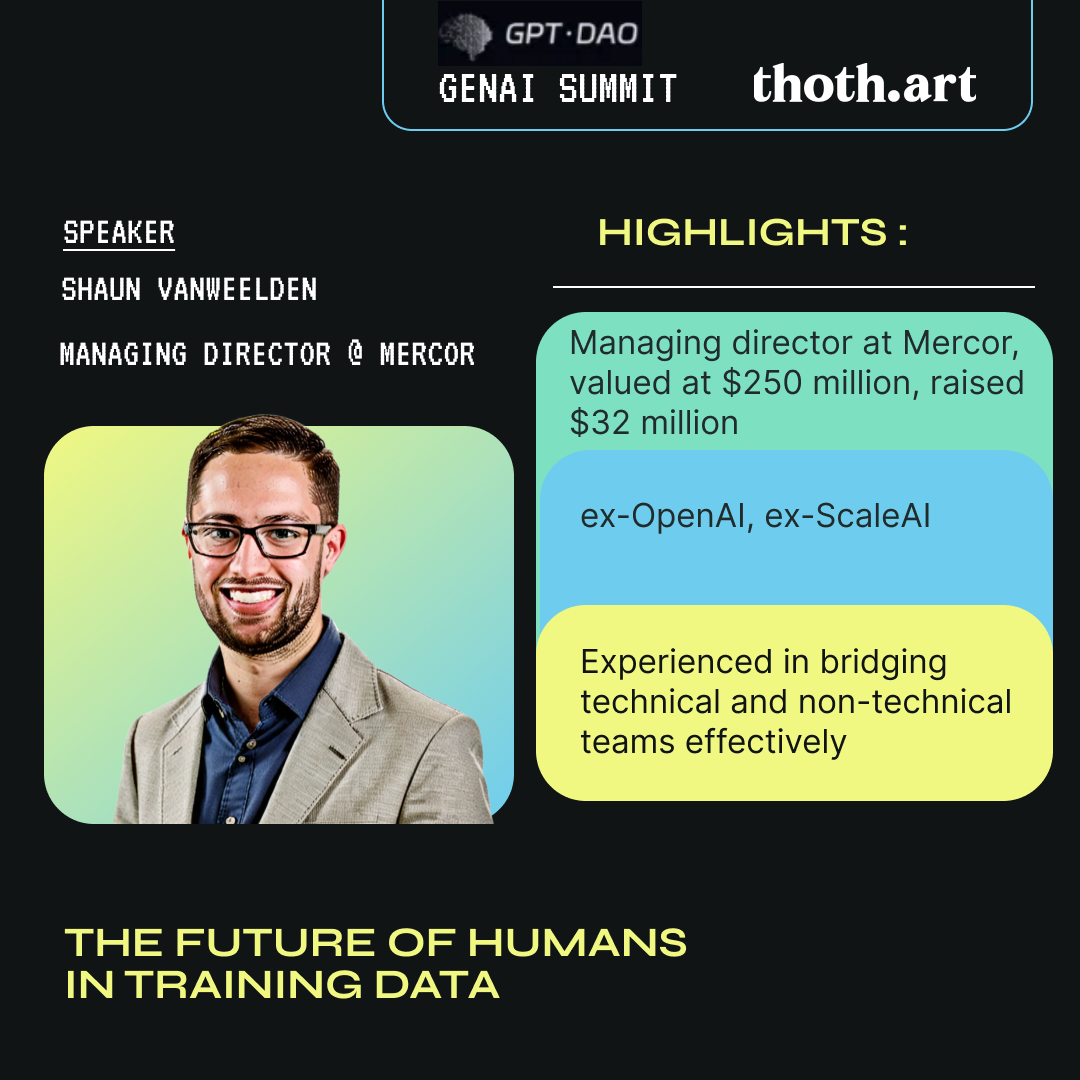 GPT·DAO
GENAI SUMMIT
thoth.art
SPEAKER
SHAUN VANWEELDEN
MANAGING DIRECTOR @ MERCOR
HIGHLIGHTS :
Managing director at Mercor,
valued at $250 million, raised
$32 million
ex-OpenAI, ex-ScaleAI
Experienced in bridging
technical and non-technical
teams effectively
THE FUTURE OF HUMANS
IN TRAINING DATA